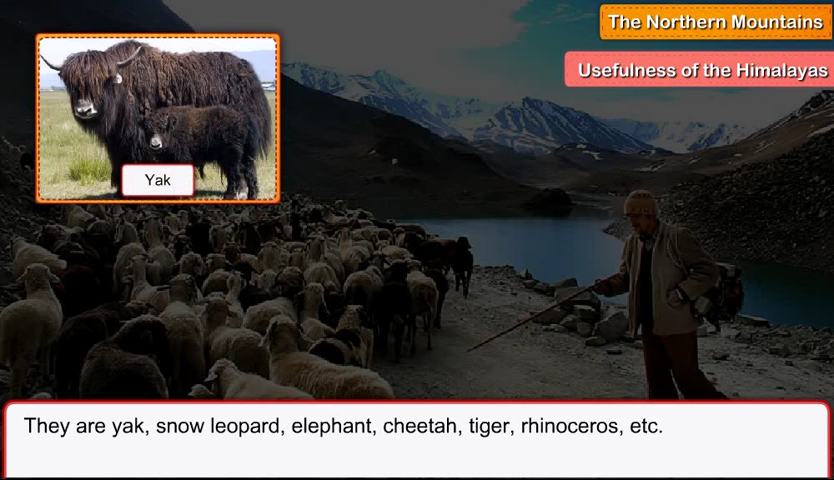 The Northern Mountains
Usefulness of the Himalayas
Yak
They are yak, snow leopard, elephant, cheetah, tiger, rhinoceros, etc.